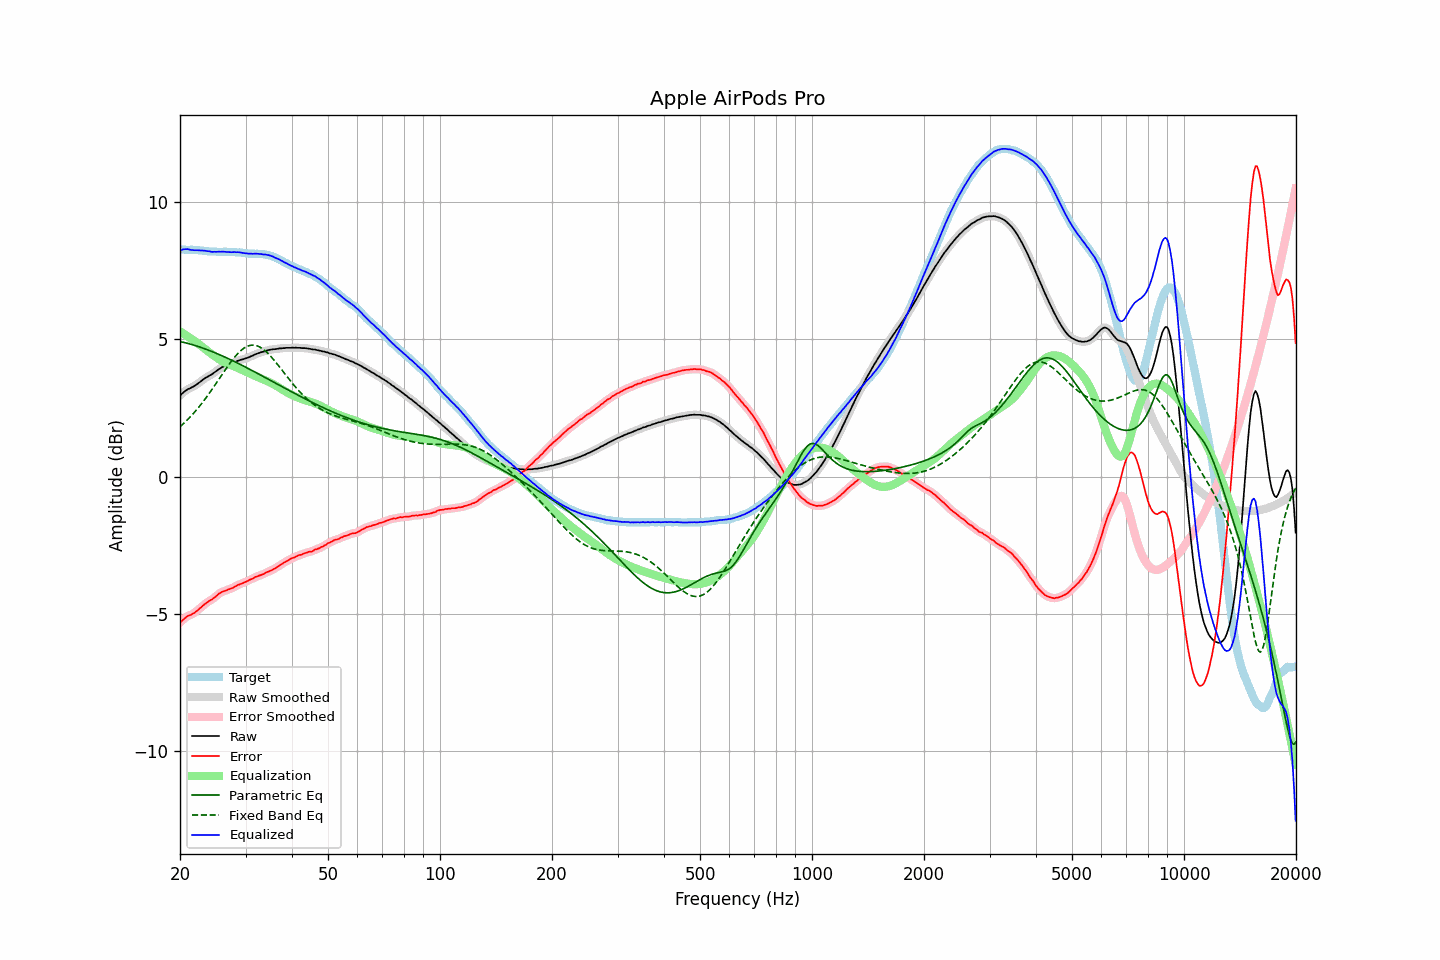 Apple AirPods Pro
Amplitude (dBr)
10
5
0
−5
−10
Target
Raw Smoothed
Error Smoothed
Raw
Error
Equalization
Parametric Eq
Fixed Band Eq
Equalized
20 50 100 200 500 1000 2000 5000 10000 20000
Frequency (Hz)